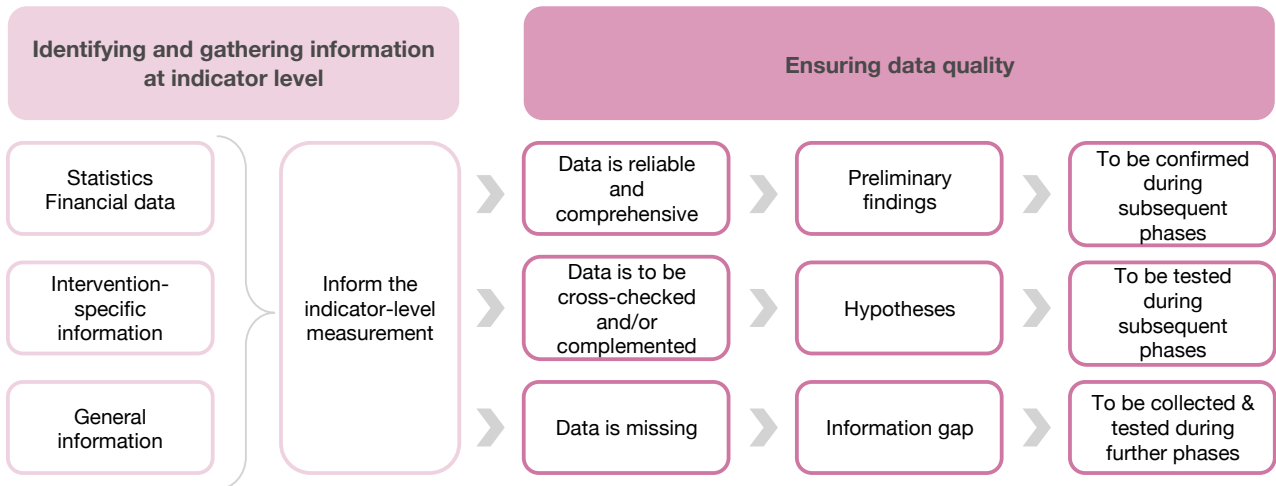 Identifying and gathering information
at indicator level
Ensuring data quality
Statistics
Financial data
Intervention-
specific
information
General
information
Inform the
indicator-level
measurement
Data is reliable
and
comprehensive
Preliminary
findings
To be confirmed
during
subsequent
phases
Data is to be
cross-checked
and/or
complemented
Hypotheses
To be tested
during
subsequent
phases
Data is missing
Information gap
To be collected &
tested during
further phases